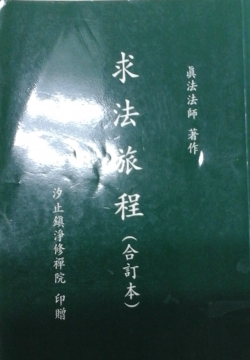 真法法師 著作
求法旅程(合訂本)
汐止鎮淨修禪院 印贈